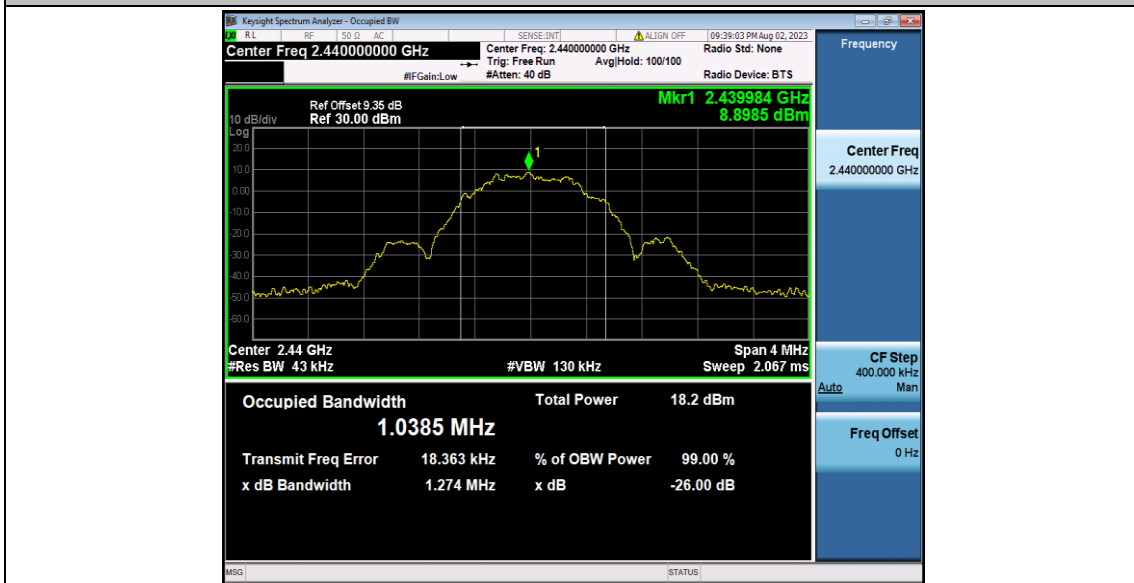 Keysight Spectrum Analyzer - Occupied BW
LXI RL RF 50 Ω AC SENSE:INT ALIGN OFF 09:39:03 PM Aug 02, 2023
Center Freq 2.440000000 GHz
Center Freq: 2.440000000 GHz Radio Std: None
Trig: Free Run Avg|Hold: 100/100
#IFGain:Low #Atten: 40 dB Radio Device: BTS
Frequency
Mkr1 2.439984 GHz
8.8985 dBm
Ref Offset 9.35 dB
10 dB/div Ref 30.00 dBm
Log
20.0
10.0
0.00
-10.0
-20.0
-30.0
-40.0
-50.0
-60.0
1
Center 2.44 GHz Span 4 MHz
#Res BW 43 kHz #VBW 130 kHz Sweep 2.067 ms
Occupied Bandwidth Total Power 18.2 dBm
1.0385 MHz
Transmit Freq Error 18.363 kHz % of OBW Power 99.00 %
x dB Bandwidth 1.274 MHz x dB -26.00 dB
Center Freq
2.440000000 GHz
CF Step
400.000 kHz
Auto Man
Freq Offset
0 Hz
MSG STATUS